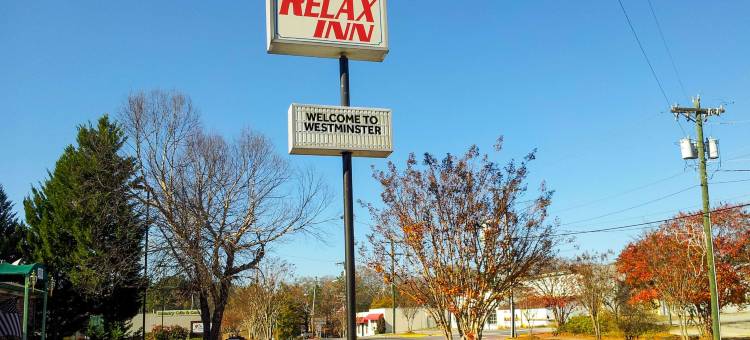 RELAX
INN
WELCOME TO
WESTMINSTER